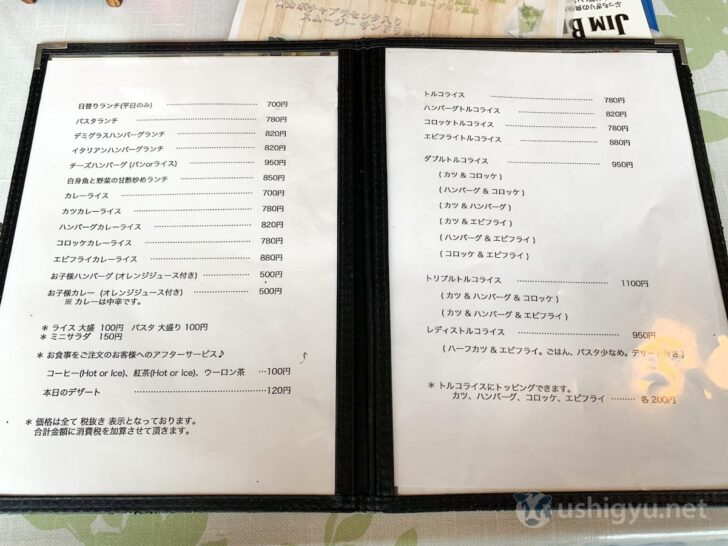 スムージー サンドリー
ぶっちぎりの食
JIM B
日替りランチ(平日のみ) 700円
パスタランチ 780円
デミグラスハンバーグランチ 820円
イタリアンハンバーグランチ 820円
チーズハンバーグ (パンorライス) 950円
白身魚と野菜の甘酢炒めランチ 850円
カレーライス 700円
カツカレーライス 780円
ハンバーグカレーライス 820円
コロッケカレーライス 780円
エビフライカレーライス 880円
お子様ハンバーグ (オレンジジュース付き) 500円
お子様カレー (オレンジジュース付き) 500円
※ カレーは中辛です。
＊ ライス 大盛 100円 パスタ 大盛り 100円
＊ ミニサラダ 150円
＊ お食事をご注文のお客様へのアフターサービス♪
コーヒー(Hot or Ice)、紅茶(Hot or Ice)、ウーロン茶 …100円
本日のデザート 120円
＊ 価格は全て 税抜き 表示となっております。
合計金額に消費税を加算させて頂きます。
トルコライス 780円
ハンバーグトルコライス 820円
コロッケトルコライス 780円
エビフライトルコライス 880円
ダブルトルコライス 950円
( カツ & コロッケ )
( ハンバーグ & コロッケ )
( カツ & ハンバーグ )
( カツ & エビフライ )
( ハンバーグ & エビフライ )
( コロッケ & エビフライ )
トリプルトルコライス 1100円
( カツ & ハンバーグ & コロッケ )
( カツ & ハンバーグ & エビフライ )
レディストルコライス 950円
( ハーフカツ & エビフライ。ごはん、パスタ少なめ。デザート付き )
＊ トルコライスにトッピングできます。
カツ、ハンバーグ、コロッケ、エビフライ ……… 各 200円
ushigyu.net